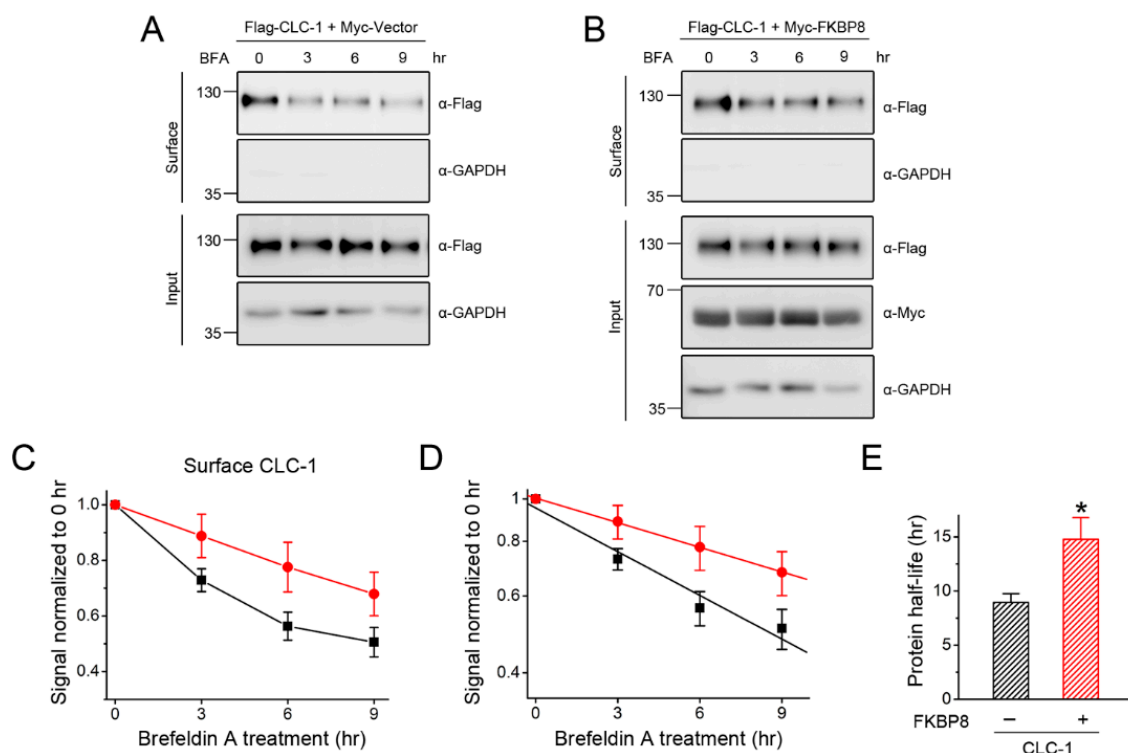 A
Flag-CLC-1 + Myc-Vector
BFA 0 3 6 9 hr
Surface
130
α-Flag
35
α-GAPDH
Input
130
α-Flag
35
α-GAPDH
B
Flag-CLC-1 + Myc-FKBP8
BFA 0 3 6 9 hr
Surface
130
α-Flag
35
α-GAPDH
Input
130
α-Flag
70
α-Myc
35
α-GAPDH
C
Surface CLC-1
Signal normalized to 0 hr
1.0
0.8
0.6
0.4
0 3 6 9
Brefeldin A treatment (hr)
D
Signal normalized to 0 hr
1
0.8
0.6
0.4
0 3 6 9
Brefeldin A treatment (hr)
E
Protein half-life (hr)
15
10
5
0
*
FKBP8 − +
CLC-1